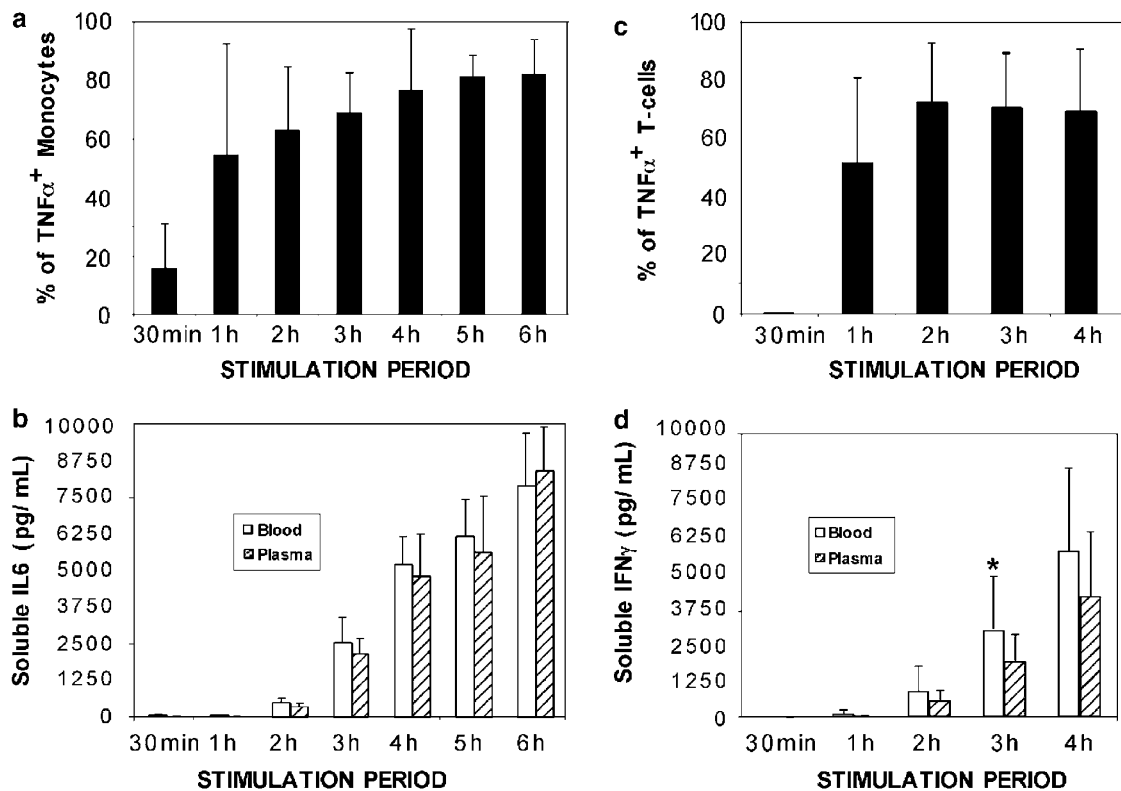 a
% of TNFα+ Monocytes
100
80
60
40
20
0
30min 1h 2h 3h 4h 5h 6h
STIMULATION PERIOD
c
% of TNFα+ T-cells
100
80
60
40
20
0
30min 1h 2h 3h 4h
STIMULATION PERIOD
b
Soluble IL6 (pg/ mL)
10000
8750
7500
6250
5000
3750
2500
1250
0
Blood
Plasma
30min 1h 2h 3h 4h 5h 6h
STIMULATION PERIOD
d
Soluble IFNγ (pg/ mL)
10000
8750
7500
6250
5000
3750
2500
1250
0
Blood
Plasma
*
30min 1h 2h 3h 4h
STIMULATION PERIOD